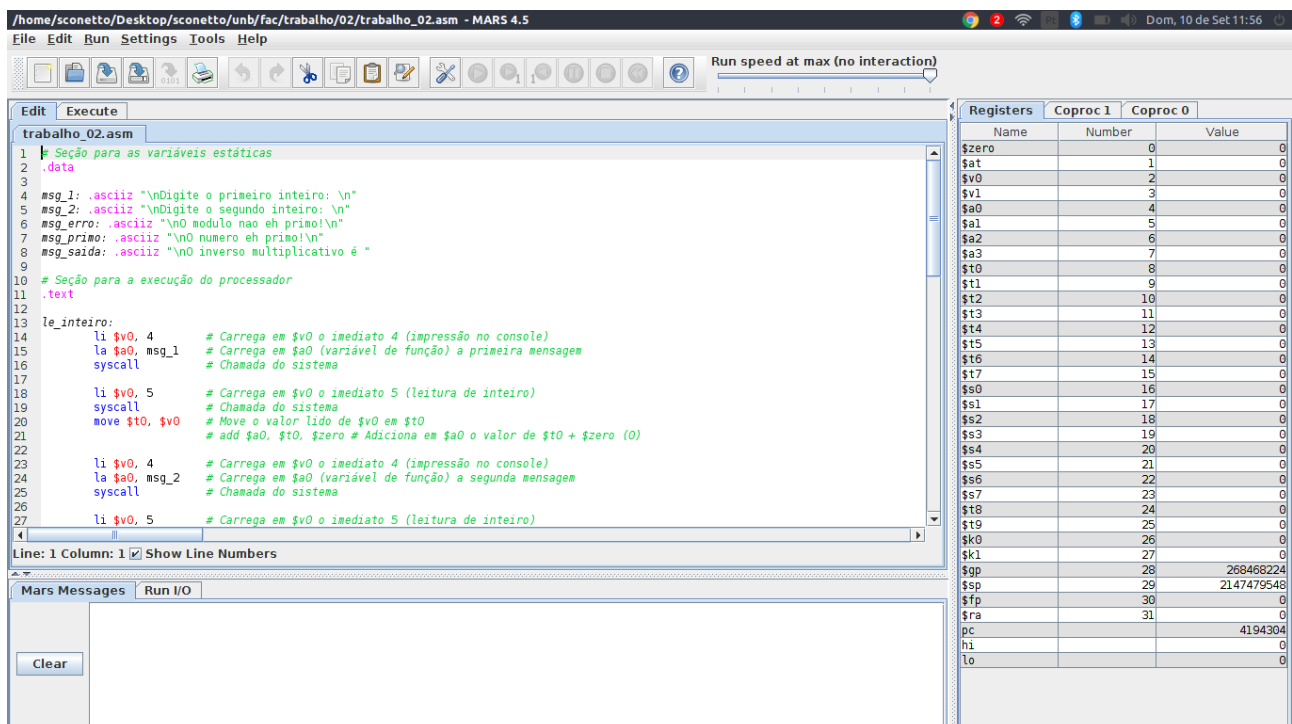 /home/sconetto/Desktop/sconetto/unb/fac/trabalho/02/trabalho_02.asm - MARS 4.5
2 Pt Dom, 10 de Set 11:56
File Edit Run Settings Tools Help
Run speed at max (no interaction)
Edit Execute
trabalho_02.asm
1 # Seção para as variáveis estáticas
2 .data
3
4 msg_1: .asciiz "\nDigite o primeiro inteiro: \n"
5 msg_2: .asciiz "\nDigite o segundo inteiro: \n"
6 msg_erro: .asciiz "\nO modulo nao eh primo!\n"
7 msg_primo: .asciiz "\nO numero eh primo!\n"
8 msg_saida: .asciiz "\nO inverso multiplicativo é "
9
10 # Seção para a execução do processador
11 .text
12
13 le_inteiro:
14 li $v0, 4 # Carrega em $v0 o imediato 4 (impressão no console)
15 la $a0, msg_1 # Carrega em $a0 (variável de função) a primeira mensagem
16 syscall # Chamada do sistema
17
18 li $v0, 5 # Carrega em $v0 o imediato 5 (leitura de inteiro)
19 syscall # Chamada do sistema
20 move $t0, $v0 # Move o valor lido de $v0 em $t0
21 # add $a0, $t0, $zero # Adiciona em $a0 o valor de $t0 + $zero (0)
22
23 li $v0, 4 # Carrega em $v0 o imediato 4 (impressão no console)
24 la $a0, msg_2 # Carrega em $a0 (variável de função) a segunda mensagem
25 syscall # Chamada do sistema
26
27 li $v0, 5 # Carrega em $v0 o imediato 5 (leitura de inteiro)
Line: 1 Column: 1 Show Line Numbers
Mars Messages Run I/O
Clear
Registers Coproc 1 Coproc 0
Name Number Value
$zero 0 0
$at 1 0
$v0 2 0
$v1 3 0
$a0 4 0
$a1 5 0
$a2 6 0
$a3 7 0
$t0 8 0
$t1 9 0
$t2 10 0
$t3 11 0
$t4 12 0
$t5 13 0
$t6 14 0
$t7 15 0
$s0 16 0
$s1 17 0
$s2 18 0
$s3 19 0
$s4 20 0
$s5 21 0
$s6 22 0
$s7 23 0
$t8 24 0
$t9 25 0
$k0 26 0
$k1 27 0
$gp 28 268468224
$sp 29 2147479548
$fp 30 0
$ra 31 0
pc 4194304
hi 0
lo 0